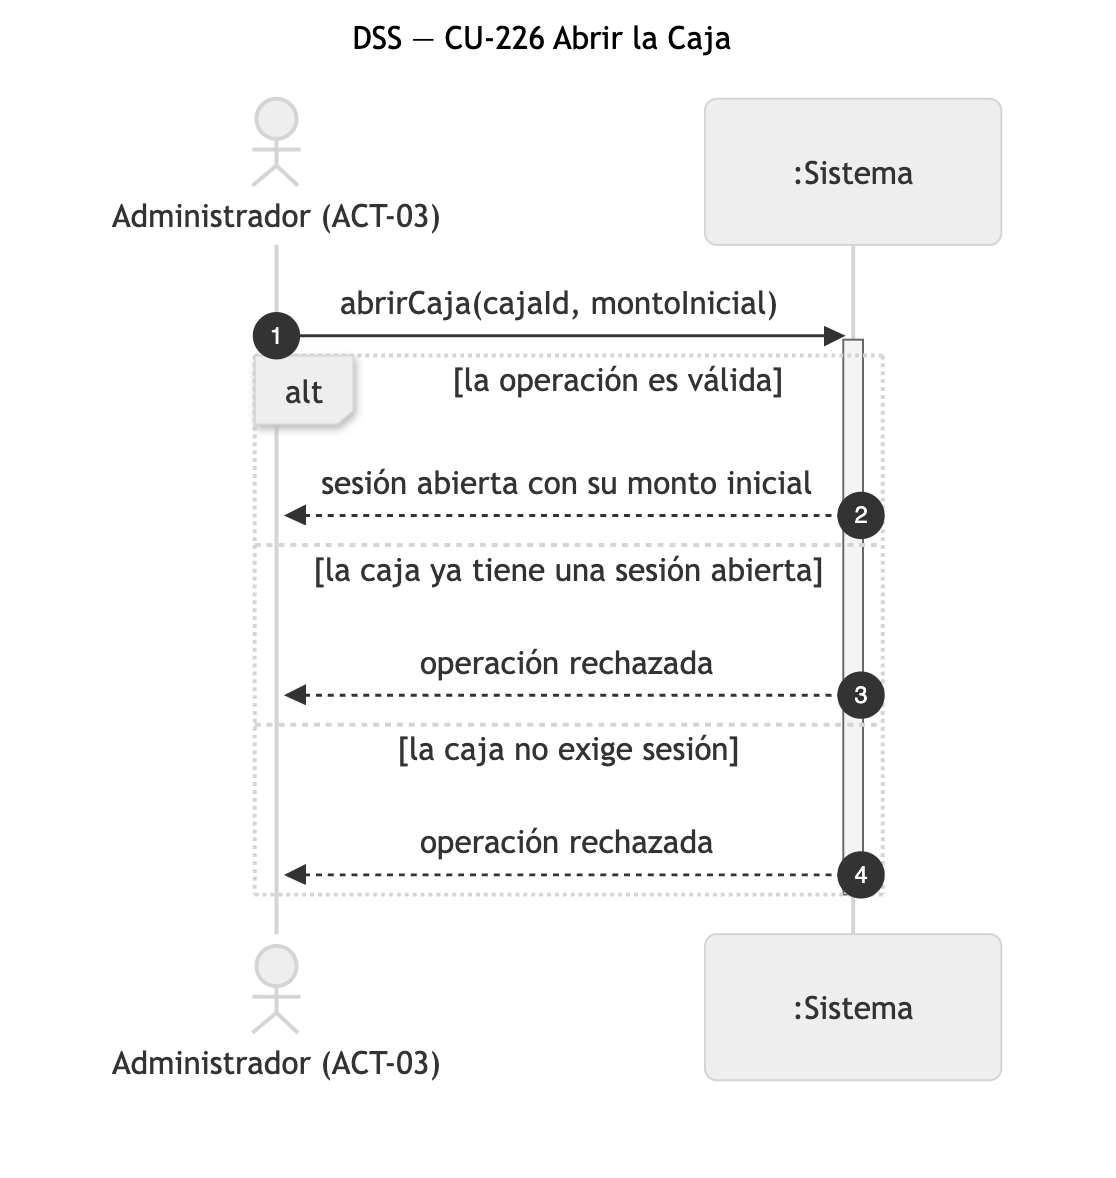 DSS — CU-226 Abrir la Caja
:Sistema
Administrador (ACT-03)
abrirCaja(cajaId, montoInicial)
1
alt
[la operación es válida]
sesión abierta con su monto inicial
2
[la caja ya tiene una sesión abierta]
operación rechazada
3
[la caja no exige sesión]
operación rechazada
4
:Sistema
Administrador (ACT-03)